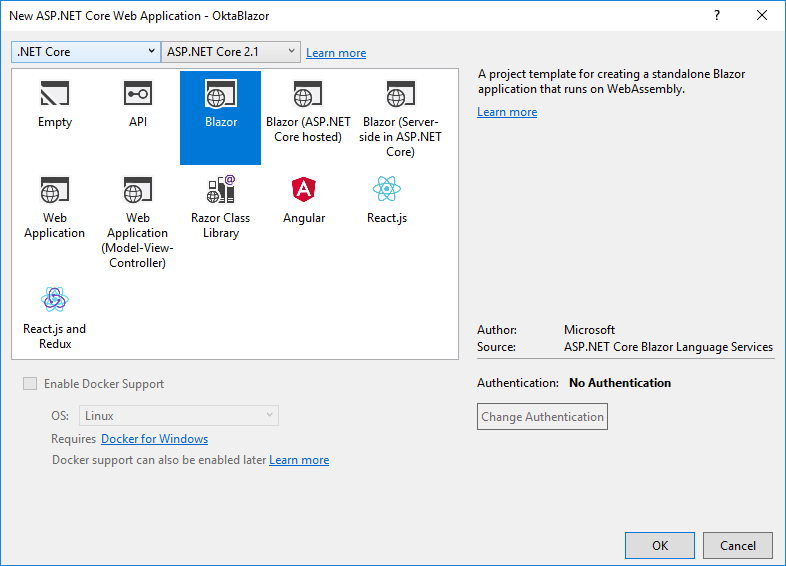 New ASP.NET Core Web Application - OktaBlazor
?
.NET Core
ASP.NET Core 2.1
Learn more
Empty
API
Blazor
Blazor (ASP.NET
Core hosted)
Blazor (Server-
side in ASP.NET
Core)
Web
Application
Web
Application
(Model-View-
Controller)
Razor Class
Library
Angular
React.js
React.js and
Redux
A project template for creating a standalone Blazor
application that runs on WebAssembly.
Learn more
Author: Microsoft
Source: ASP.NET Core Blazor Language Services
Authentication: No Authentication
Change Authentication
Enable Docker Support
OS: Linux
Requires Docker for Windows
Docker support can also be enabled later Learn more
OK
Cancel